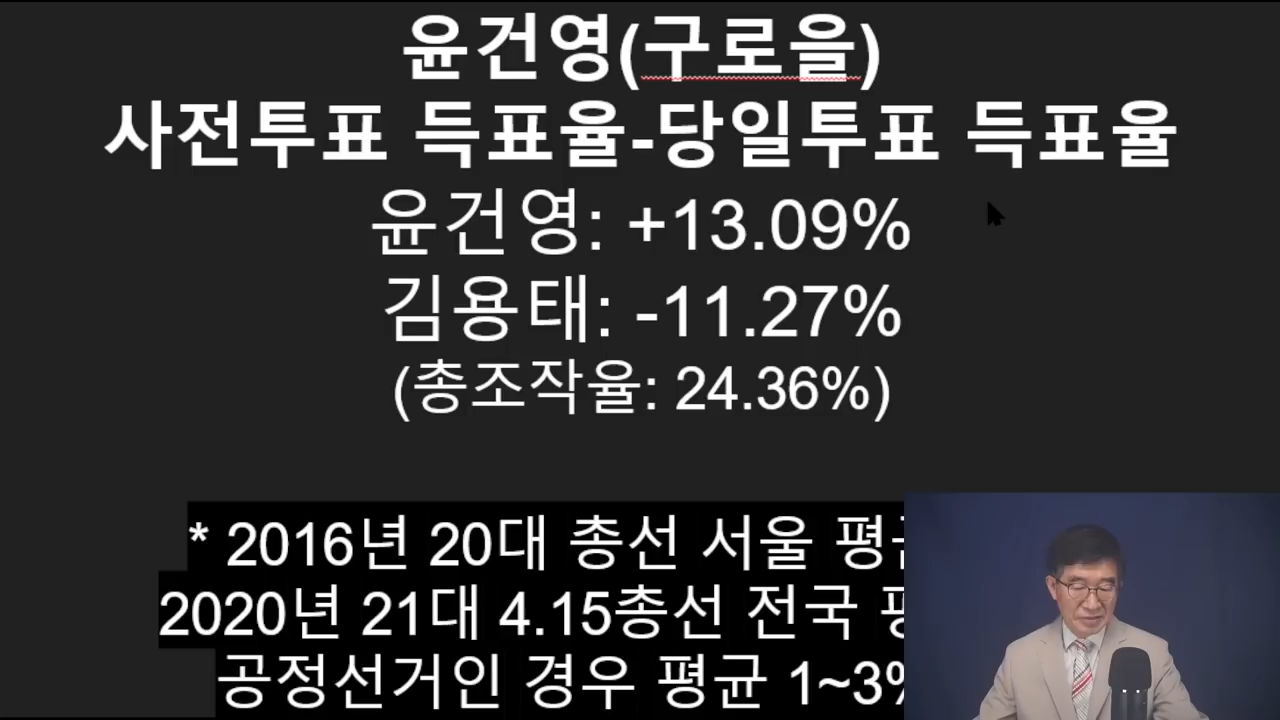 윤건영(구로을)
사전투표 득표율-당일투표 득표율
윤건영: +13.09%
김용태: -11.27%
(총조작율: 24.36%)
* 2016년 20대 총선 서울
2020년 21대 4.15총선 전국
공정선거인 경우 평균 1~3%